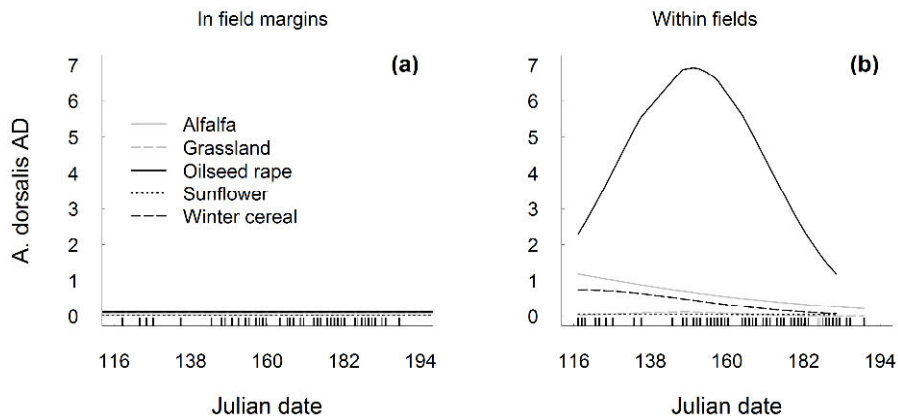 In field margins
Within fields
(a)
(b)
A. dorsalis AD
7
6
5
4
3
2
1
0
Alfalfa
Grassland
Oilseed rape
Sunflower
Winter cereal
116 138 160 182 194
Julian date
7
6
5
4
3
2
1
0
116 138 160 182 194
Julian date